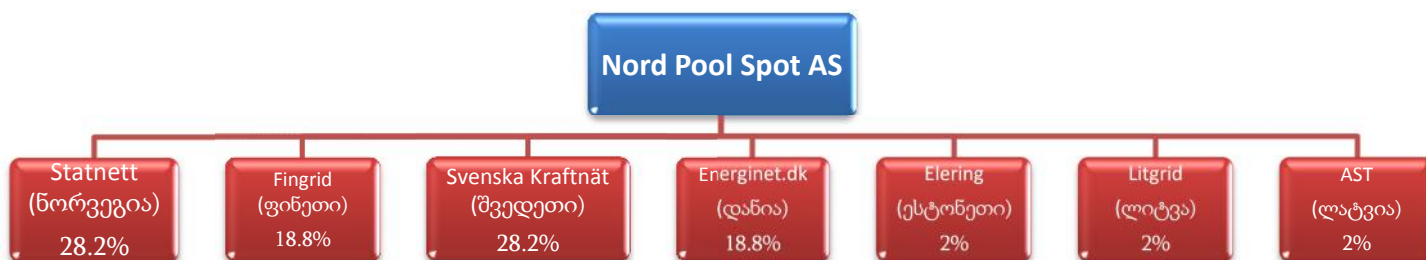 Nord Pool Spot AS
Statnett
(ნორვეგია)
28.2%
Fingrid
(ფინეთი)
18.8%
Svenska Kraftnät
(შვედეთი)
28.2%
Energinet.dk
(დანია)
18.8%
Elering
(ესტონეთი)
2%
Litgrid
(ლიტვა)
2%
AST
(ლატვია)
2%